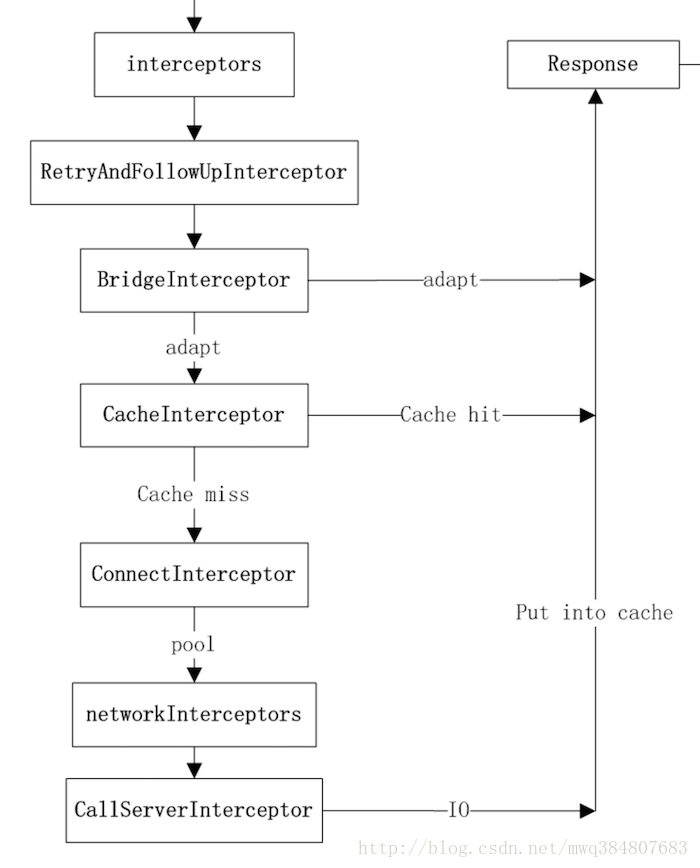 interceptors
Response
RetryAndFollowUpInterceptor
BridgeInterceptor
adapt
adapt
CacheInterceptor
Cache hit
Cache miss
ConnectInterceptor
Put into cache
pool
networkInterceptors
CallServerInterceptor
IO
http://blog.csdn.net/mwq384807683